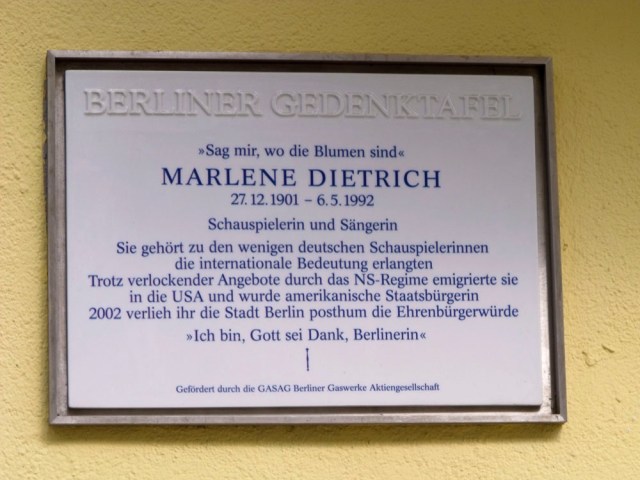 BERLINER GEDENKTAFEL
»Sag mir, wo die Blumen sind«
MARLENE DIETRICH
27.12.1901 – 6.5.1992
Schauspielerin und Sängerin
Sie gehört zu den wenigen deutschen Schauspielerinnen
die internationale Bedeutung erlangten
Trotz verlockender Angebote durch das NS-Regime emigrierte sie
in die USA und wurde amerikanische Staatsbürgerin
2002 verlieh ihr die Stadt Berlin posthum die Ehrenbürgerwürde
»Ich bin, Gott sei Dank, Berlinerin«
Gefördert durch die GASAG Berliner Gaswerke Aktiengesellschaft